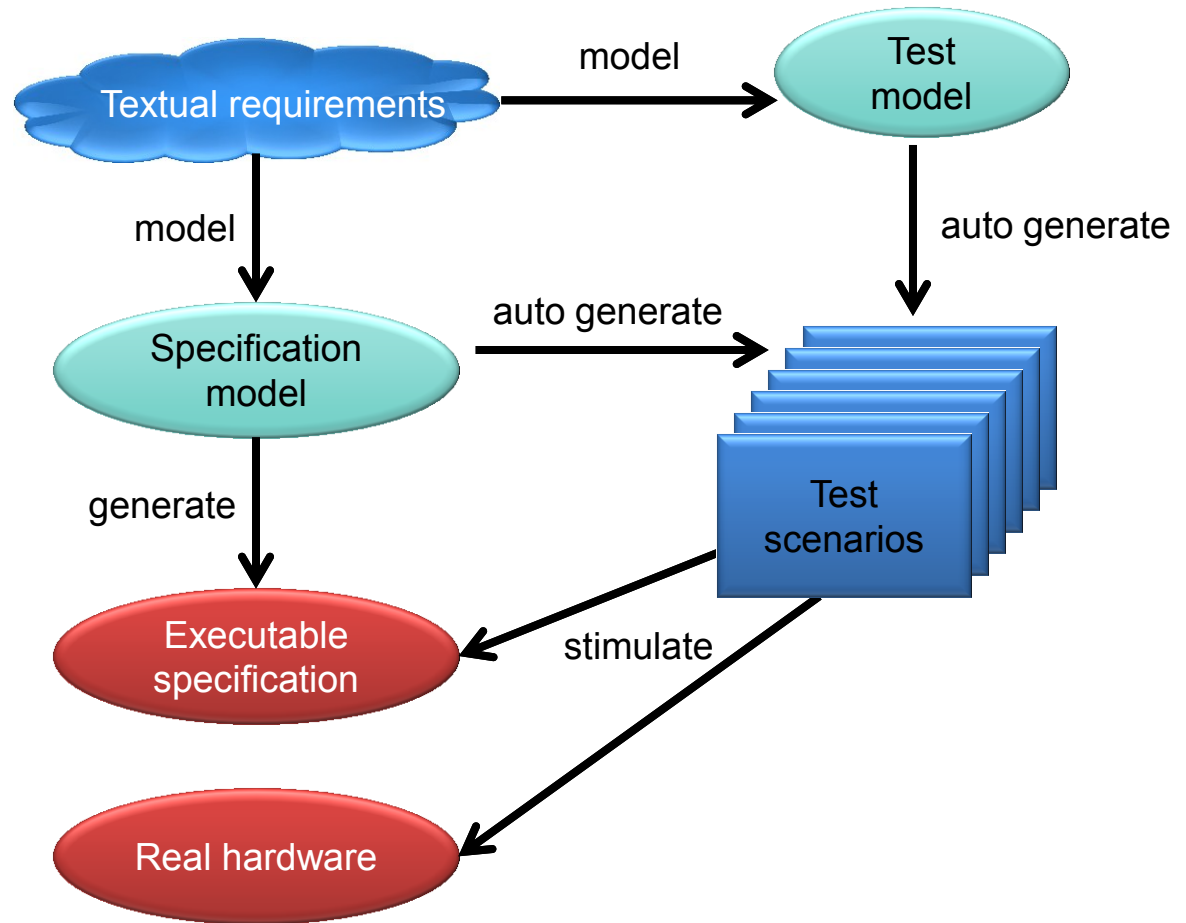 model
Test
model
Textual requirements
model
auto generate
auto generate
Specification
model
generate
Test
scenarios
Executable
specification
stimulate
Real hardware